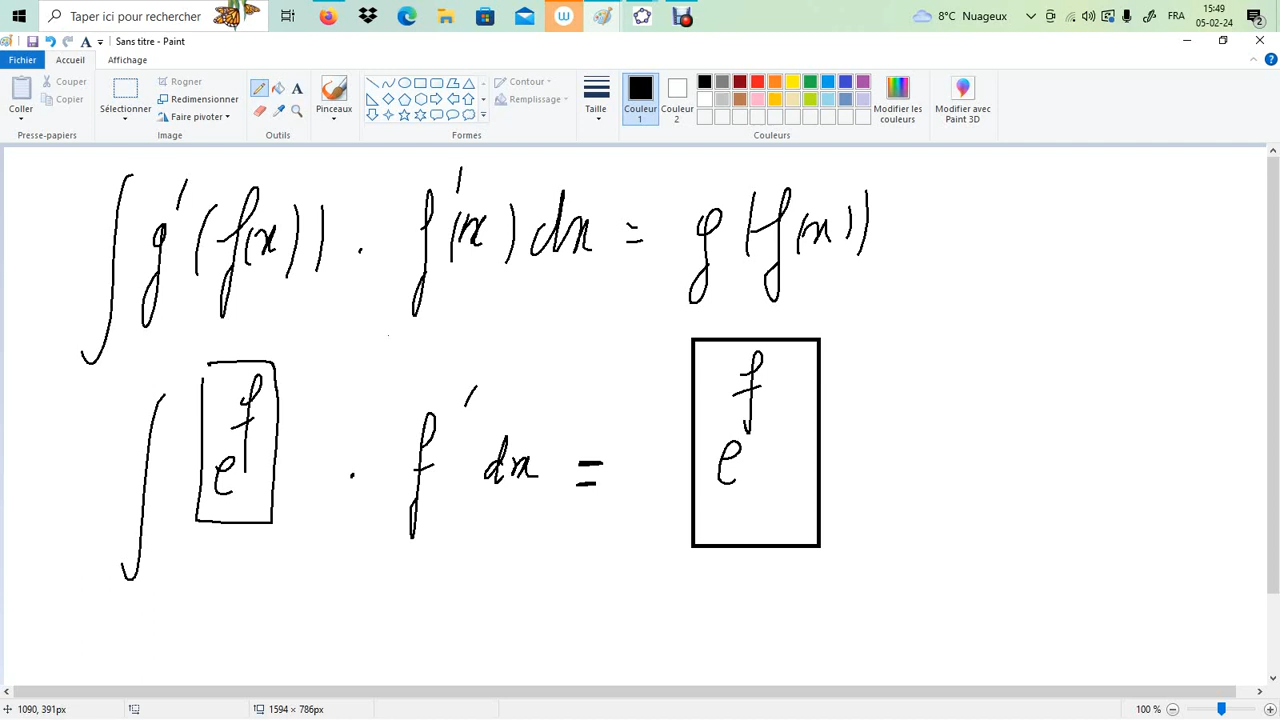 Taper ici pour rechercher
8°C Nuageux
FRA
15:49
05-02-24
2
Sans titre - Paint
Fichier
Accueil
Affichage
Coller
Couper
Copier
Presse-papiers
Sélectionner
Rogner
Redimensionner
Faire pivoter
Image
Outils
Pinceaux
Formes
Contour
Remplissage
Taille
Couleur 1
Couleur 2
Modifier les couleurs
Couleurs
Modifier avec Paint 3D
∫ g'(f(x)) . f'(x) dx = g(f(x))
∫ e^f . f' dx = e^f
1090, 391px
1594 × 786px
100 %